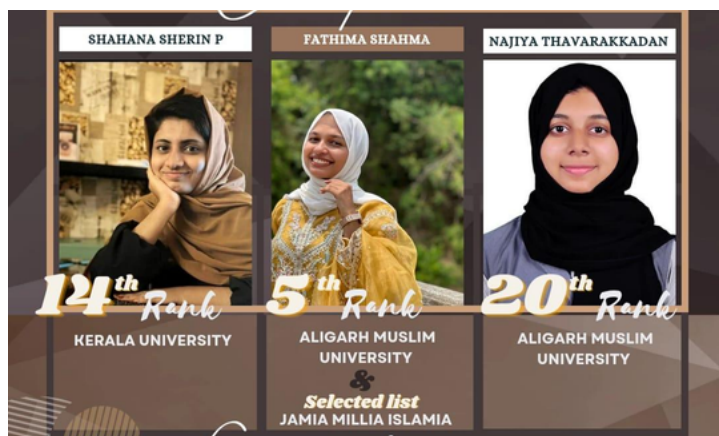 SHAHANA SHERIN P
FATHIMA SHAHMA
NAJIYA THAVARAKKADAN
14th Rank
5th Rank
20th Rank
KERALA UNIVERSITY
ALIGARH MUSLIM
UNIVERSITY
&
Selected list
JAMIA MILLIA ISLAMIA
ALIGARH MUSLIM
UNIVERSITY